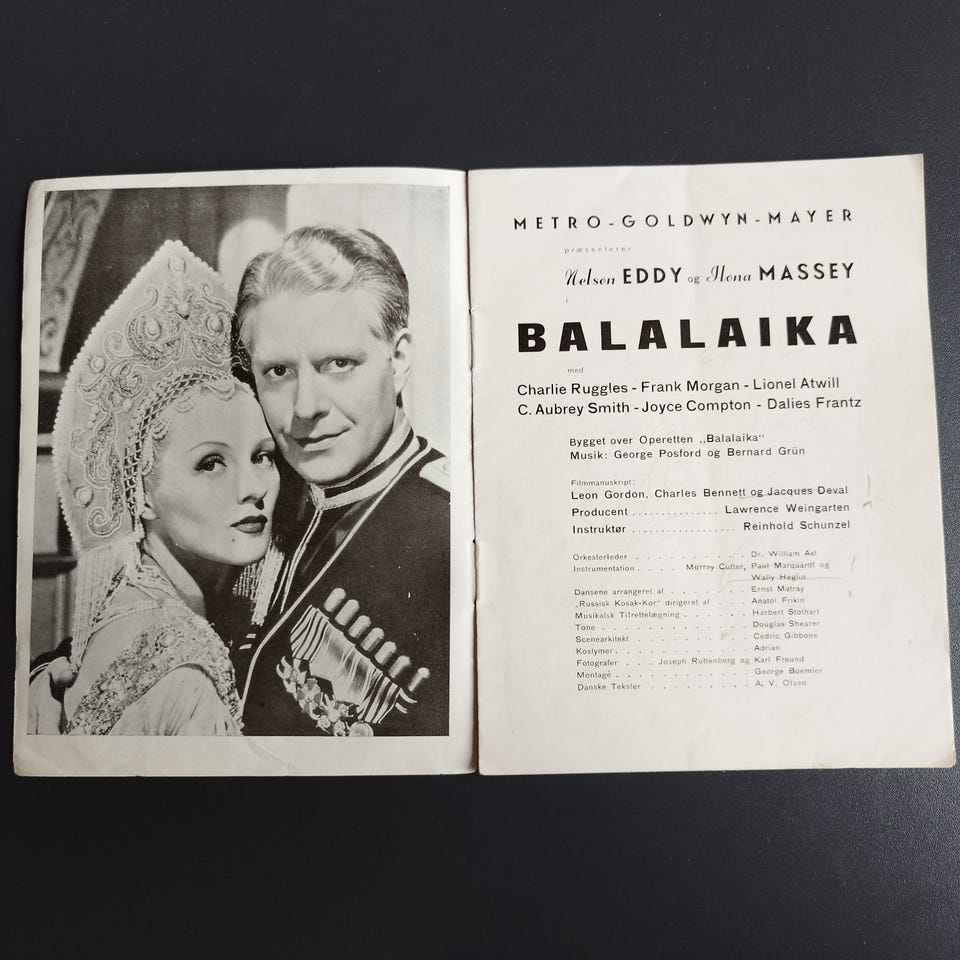 METRO-GOLDWYN-MAYER
præsenterer
Nelson EDDY og Ilona MASSEY
BALALAIKA
med
Charlie Ruggles - Frank Morgan - Lionel Atwill
C. Aubrey Smith - Joyce Compton - Dalies Frantz
Bygget over Operetten „Balalaika“
Musik: George Posford og Bernard Grün
Filmmanuskript:
Leon Gordon, Charles Bennett og Jacques Deval
Producent .............. Lawrence Weingarten
Instruktør ................ Reinhold Schunzel
Orkesterleder . . . . . . . . . . Dr. William Axt
Instrumentation . . . . Murray Cutter, Paul Marquardt og
Wally Heglin
Dansene arrangeret af . . . . . . . . Ernst Matray
„Russisk Kosak-Kor“ dirigeret af . . . . Anatol Frikin
Musikalsk Tilrettelægning . . . . . . . Herbert Stothart
Tone . . . . . . . . . . . . . Douglas Shearer
Scenearkitekt . . . . . . . . . . Cedric Gibbons
Kostymer . . . . . . . . . . . . Adrian
Fotografer . . . Joseph Ruttenberg og Karl Freund
Montage . . . . . . . . . . . . George Boemler
Danske Tekster . . . . . . . . . . A. V. Olsen